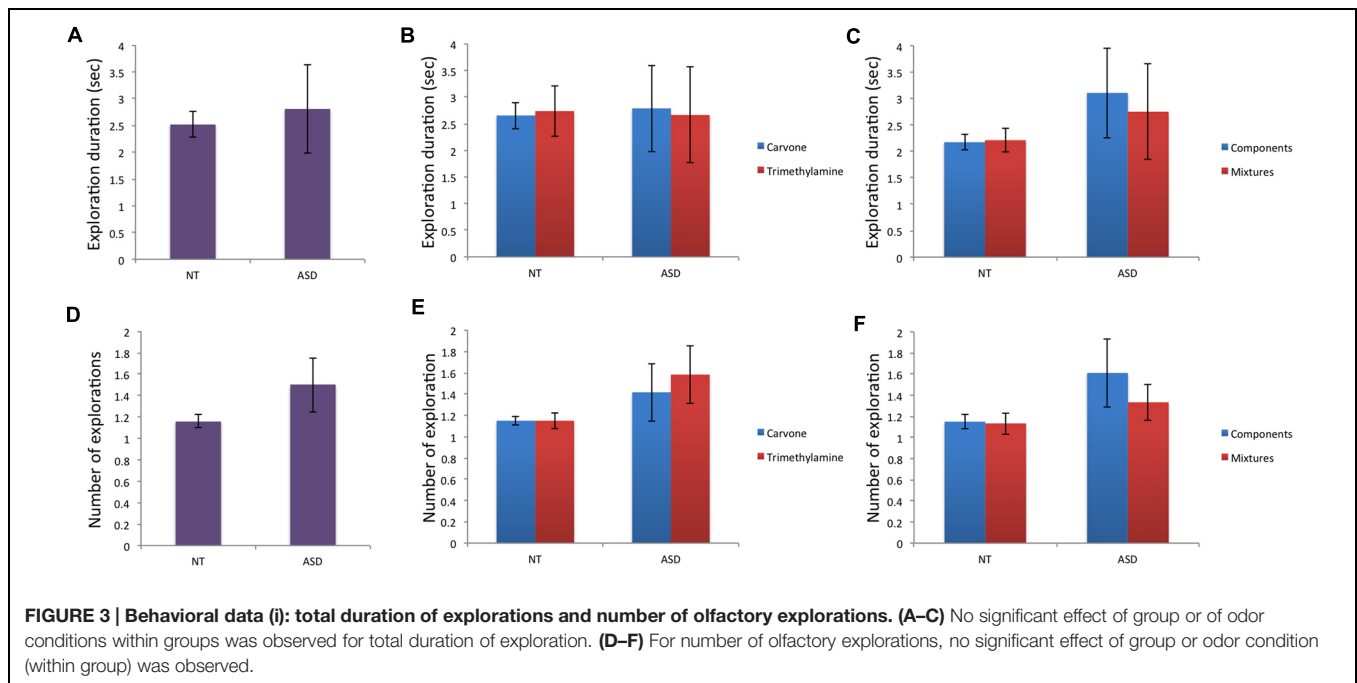 A
Exploration duration (sec)
4
3.5
3
2.5
2
1.5
1
0.5
0
NT
ASD
B
Exploration duration (sec)
4
3.5
3
2.5
2
1.5
1
0.5
0
NT
ASD
Carvone
Trimethylamine
C
Exploration duration (sec)
4
3.5
3
2.5
2
1.5
1
0.5
0
NT
ASD
Components
Mixtures
D
Number of explorations
2
1.8
1.6
1.4
1.2
1
0.8
0.6
0.4
0.2
0
NT
ASD
E
Number of exploration
2
1.8
1.6
1.4
1.2
1
0.8
0.6
0.4
0.2
0
NT
ASD
Carvone
Trimethylamine
F
Number of exploration
2
1.8
1.6
1.4
1.2
1
0.8
0.6
0.4
0.2
0
NT
ASD
Components
Mixtures
FIGURE 3 | Behavioral data (i): total duration of explorations and number of olfactory explorations. (A–C) No significant effect of group or of odor
conditions within groups was observed for total duration of exploration. (D–F) For number of olfactory explorations, no significant effect of group or odor condition
(within group) was observed.